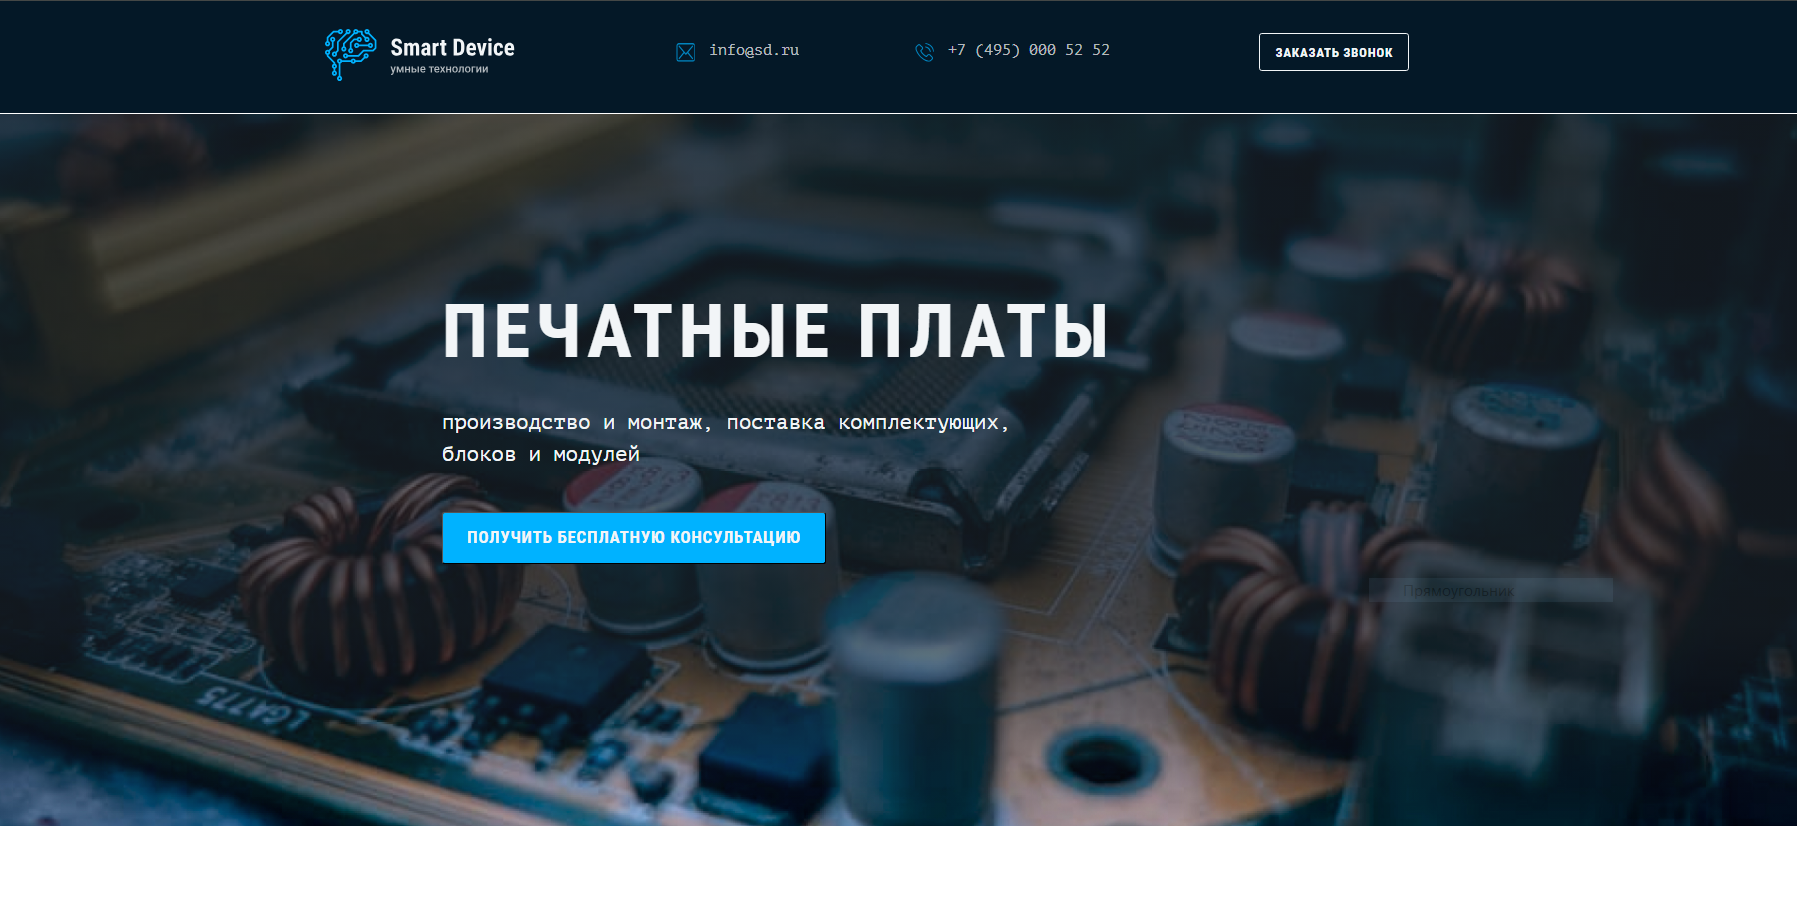 Smart Device
умные технологии
info@sd.ru
+7 (495) 000 52 52
ЗАКАЗАТЬ ЗВОНОК
ПЕЧАТНЫЕ ПЛАТЫ
производство и монтаж, поставка комплектующих,
блоков и модулей
ПОЛУЧИТЬ БЕСПЛАТНУЮ КОНСУЛЬТАЦИЮ
Прямоугольник
LGA775